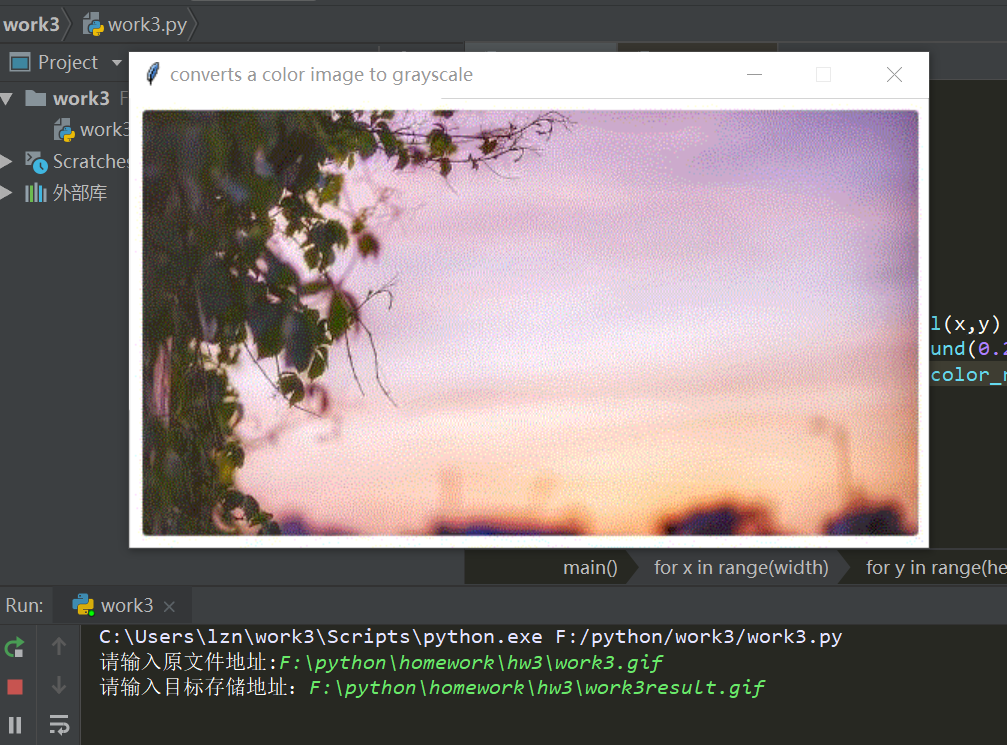 work3 work3.py
Project
converts a color image to grayscale
work3 F
work3
Scratches
外部库
l(x,y)
und(0.2
color_r
main() for x in range(width) for y in range(he
Run: work3
C:\Users\lzn\work3\Scripts\python.exe F:/python/work3/work3.py
请输入原文件地址:F:\python\homework\hw3\work3.gif
请输入目标存储地址：F:\python\homework\hw3\work3result.gif